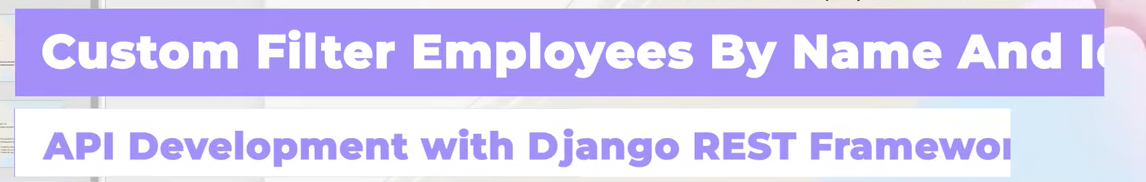 Custom Filter Employees By Name And
API Development with Django REST